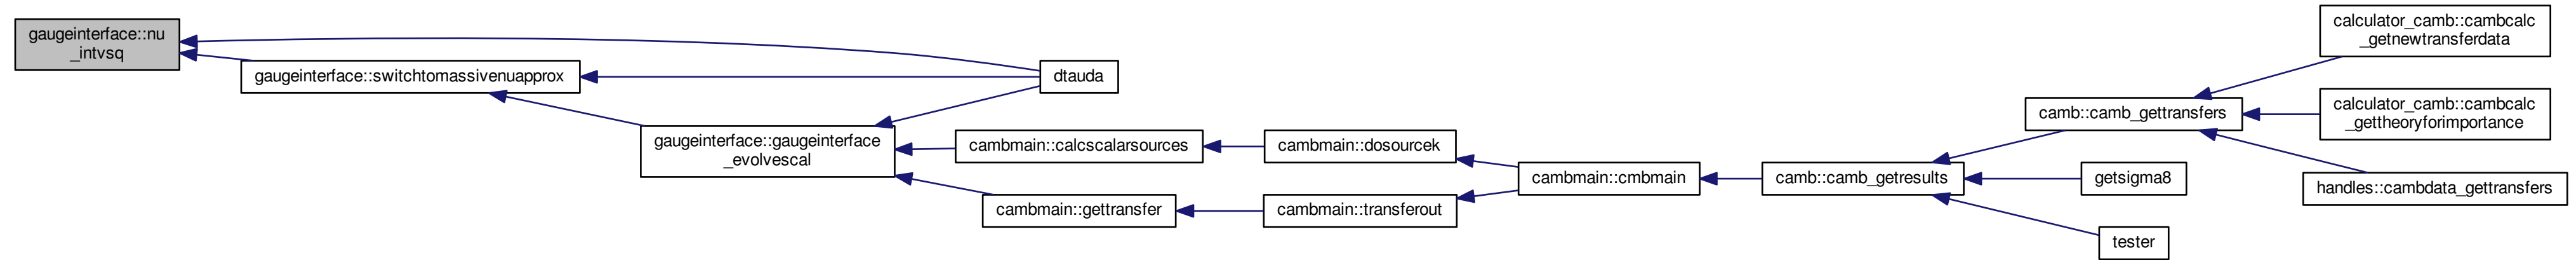 gaugeinterface::nu
_intvsq
gaugeinterface::switchtomassivenuapprox
gaugeinterface::gaugeinterface
_evolvescal
dtauda
cambmain::calcscalarsources
cambmain::gettransfer
cambmain::dosourcek
cambmain::transferout
cambmain::cmbmain
camb::camb_getresults
camb::camb_gettransfers
getsigma8
tester
calculator_camb::cambcalc
_getnewtransferdata
calculator_camb::cambcalc
_gettheoryforimportance
handles::cambdata_gettransfers